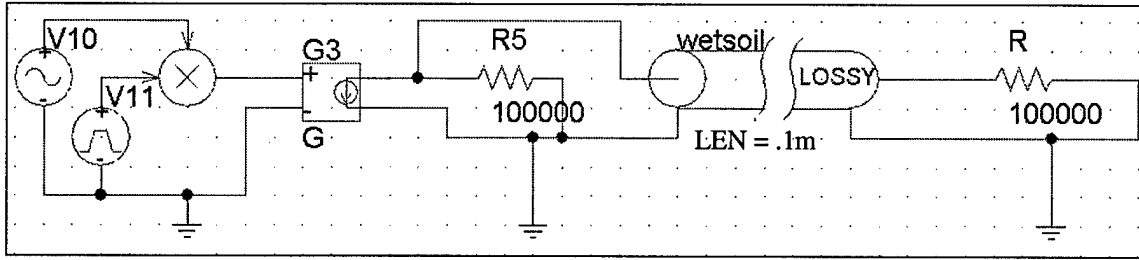 V10
V11
+
-
+
-
G3
+
-
G
R5
100000
wetsoil
LOSSY
LEN = .1m
R
100000